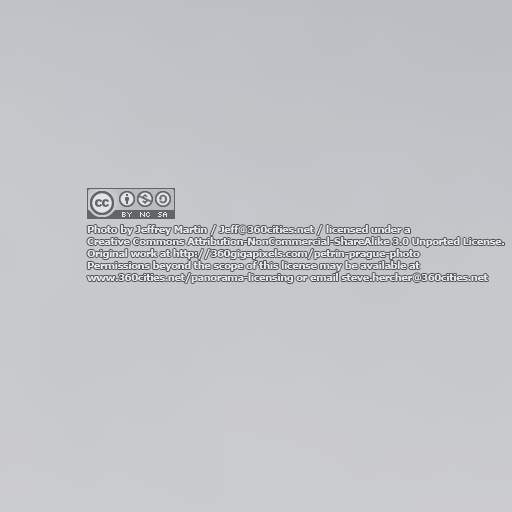 cc BY NC SA
Photo by Jeffrey Martin / Jeff@360cities.net / licensed under a
Creative Commons Attribution-NonCommercial-ShareAlike 3.0 Unported License.
Original work at http://360gigapixels.com/petrin-prague-photo
Permissions beyond the scope of this license may be available at
www.360cities.net/panorama-licensing or email steve.hercher@360cities.net